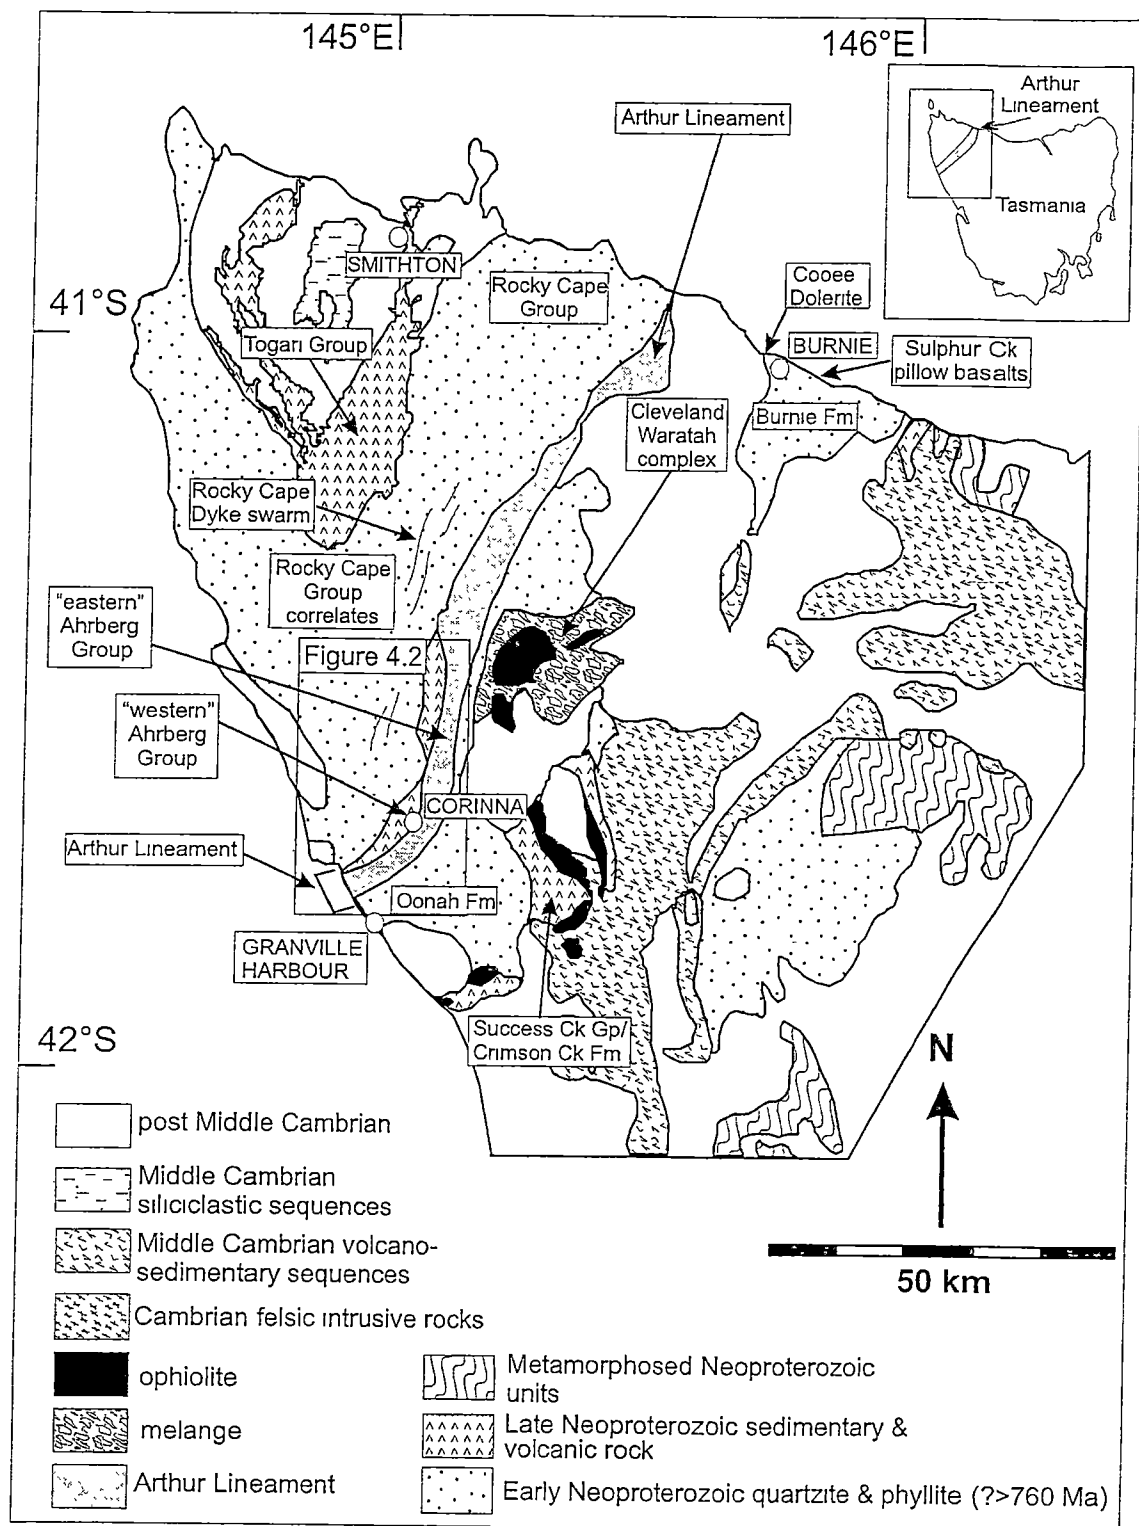 145°E
146°E
Arthur
Lineament
Tasmania
Arthur Lineament
SMITHTON
Rocky Cape
Group
Cooee
Dolerite
41°S
Togari Group
BURNIE
Sulphur Ck
pillow basalts
Cleveland
Waratah
complex
Burnie Fm
Rocky Cape
Dyke swarm
Rocky Cape
Group
correlates
"eastern"
Ahrberg
Group
Figure 4.2
"western"
Ahrberg
Group
CORINNA
Arthur Lineament
Oonah Fm
GRANVILLE
HARBOUR
Success Ck Gp/
Crimson Ck Fm
42°S
N
50 km
post Middle Cambrian
Middle Cambrian
siliciclastic sequences
Middle Cambrian volcano-
sedimentary sequences
Cambrian felsic intrusive rocks
ophiolite
melange
Arthur Lineament
Metamorphosed Neoproterozoic
units
Late Neoproterozoic sedimentary &
volcanic rock
Early Neoproterozoic quartzite & phyllite (?>760 Ma)